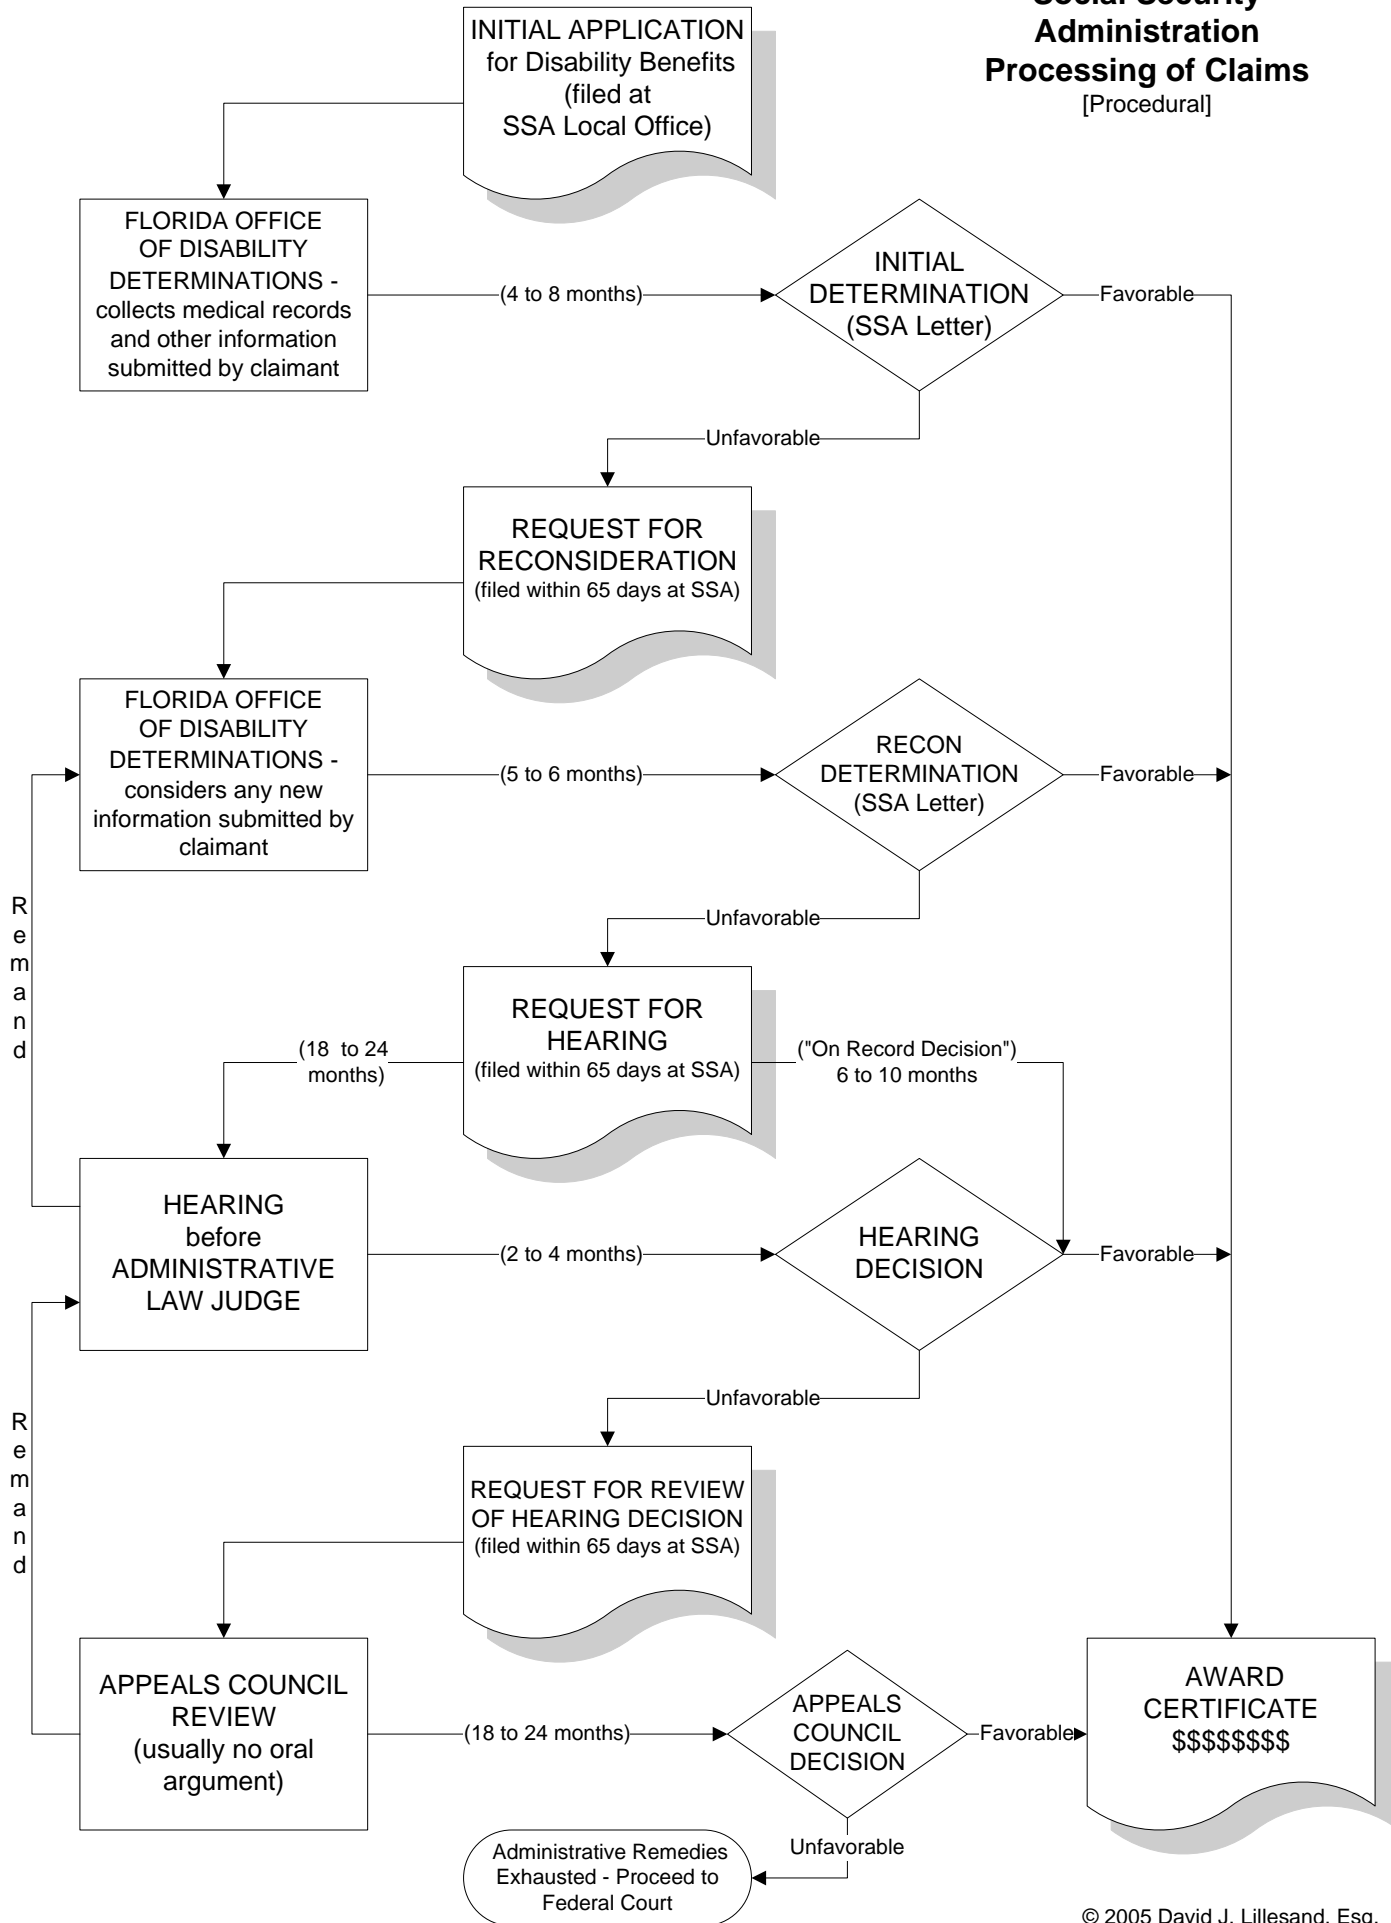 Social Security
Administration
Processing of Claims
[Procedural]
INITIAL APPLICATION
for Disability Benefits
(filed at
SSA Local Office)
FLORIDA OFFICE
OF DISABILITY
DETERMINATIONS -
collects medical records
and other information
submitted by claimant
(4 to 8 months)
INITIAL
DETERMINATION
(SSA Letter)
Favorable
Unfavorable
REQUEST FOR
RECONSIDERATION
(filed within 65 days at SSA)
FLORIDA OFFICE
OF DISABILITY
DETERMINATIONS -
considers any new
information submitted by
claimant
(5 to 6 months)
RECON
DETERMINATION
(SSA Letter)
Favorable
Unfavorable
Remand
REQUEST FOR
HEARING
(filed within 65 days at SSA)
(18 to 24
months)
("On Record Decision")
6 to 10 months
HEARING
before
ADMINISTRATIVE
LAW JUDGE
(2 to 4 months)
HEARING
DECISION
Favorable
Unfavorable
Remand
REQUEST FOR REVIEW
OF HEARING DECISION
(filed within 65 days at SSA)
APPEALS COUNCIL
REVIEW
(usually no oral
argument)
(18 to 24 months)
APPEALS
COUNCIL
DECISION
Favorable
AWARD
CERTIFICATE
$$$$$$$$
Unfavorable
Administrative Remedies
Exhausted - Proceed to
Federal Court
© 2005 David J. Lillesand, Esq.